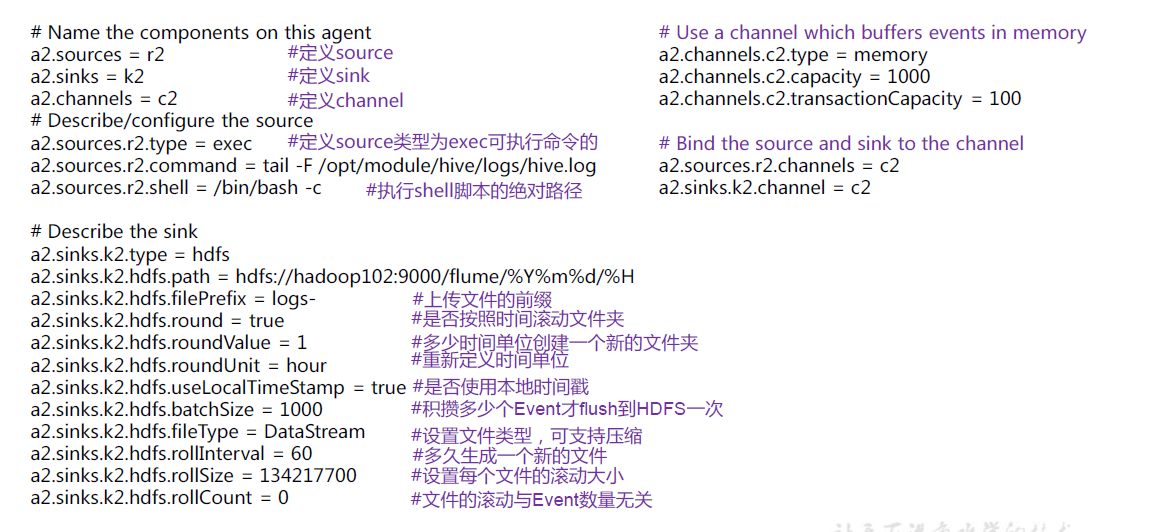 # Name the components on this agent
a2.sources = r2 #定义source
a2.sinks = k2 #定义sink
a2.channels = c2 #定义channel
# Describe/configure the source
a2.sources.r2.type = exec #定义source类型为exec可执行命令的
a2.sources.r2.command = tail -F /opt/module/hive/logs/hive.log
a2.sources.r2.shell = /bin/bash -c #执行shell脚本的绝对路径
# Describe the sink
a2.sinks.k2.type = hdfs
a2.sinks.k2.hdfs.path = hdfs://hadoop102:9000/flume/%Y%m%d/%H
a2.sinks.k2.hdfs.filePrefix = logs- #上传文件的前缀
a2.sinks.k2.hdfs.round = true #是否按照时间滚动文件夹
a2.sinks.k2.hdfs.roundValue = 1 #多少时间单位创建一个新的文件夹
a2.sinks.k2.hdfs.roundUnit = hour #重新定义时间单位
a2.sinks.k2.hdfs.useLocalTimeStamp = true #是否使用本地时间戳
a2.sinks.k2.hdfs.batchSize = 1000 #积攒多少个Event才flush到HDFS一次
a2.sinks.k2.hdfs.fileType = DataStream #设置文件类型，可支持压缩
a2.sinks.k2.hdfs.rollInterval = 60 #多久生成一个新的文件
a2.sinks.k2.hdfs.rollSize = 134217700 #设置每个文件的滚动大小
a2.sinks.k2.hdfs.rollCount = 0 #文件的滚动与Event数量无关
# Use a channel which buffers events in memory
a2.channels.c2.type = memory
a2.channels.c2.capacity = 1000
a2.channels.c2.transactionCapacity = 100
# Bind the source and sink to the channel
a2.sources.r2.channels = c2
a2.sinks.k2.channel = c2